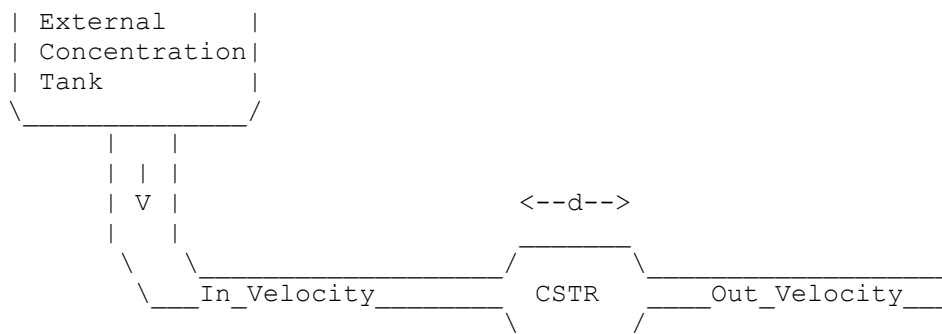 External
Concentration
Tank
V
<--d-->
In_Velocity
CSTR
Out_Velocity